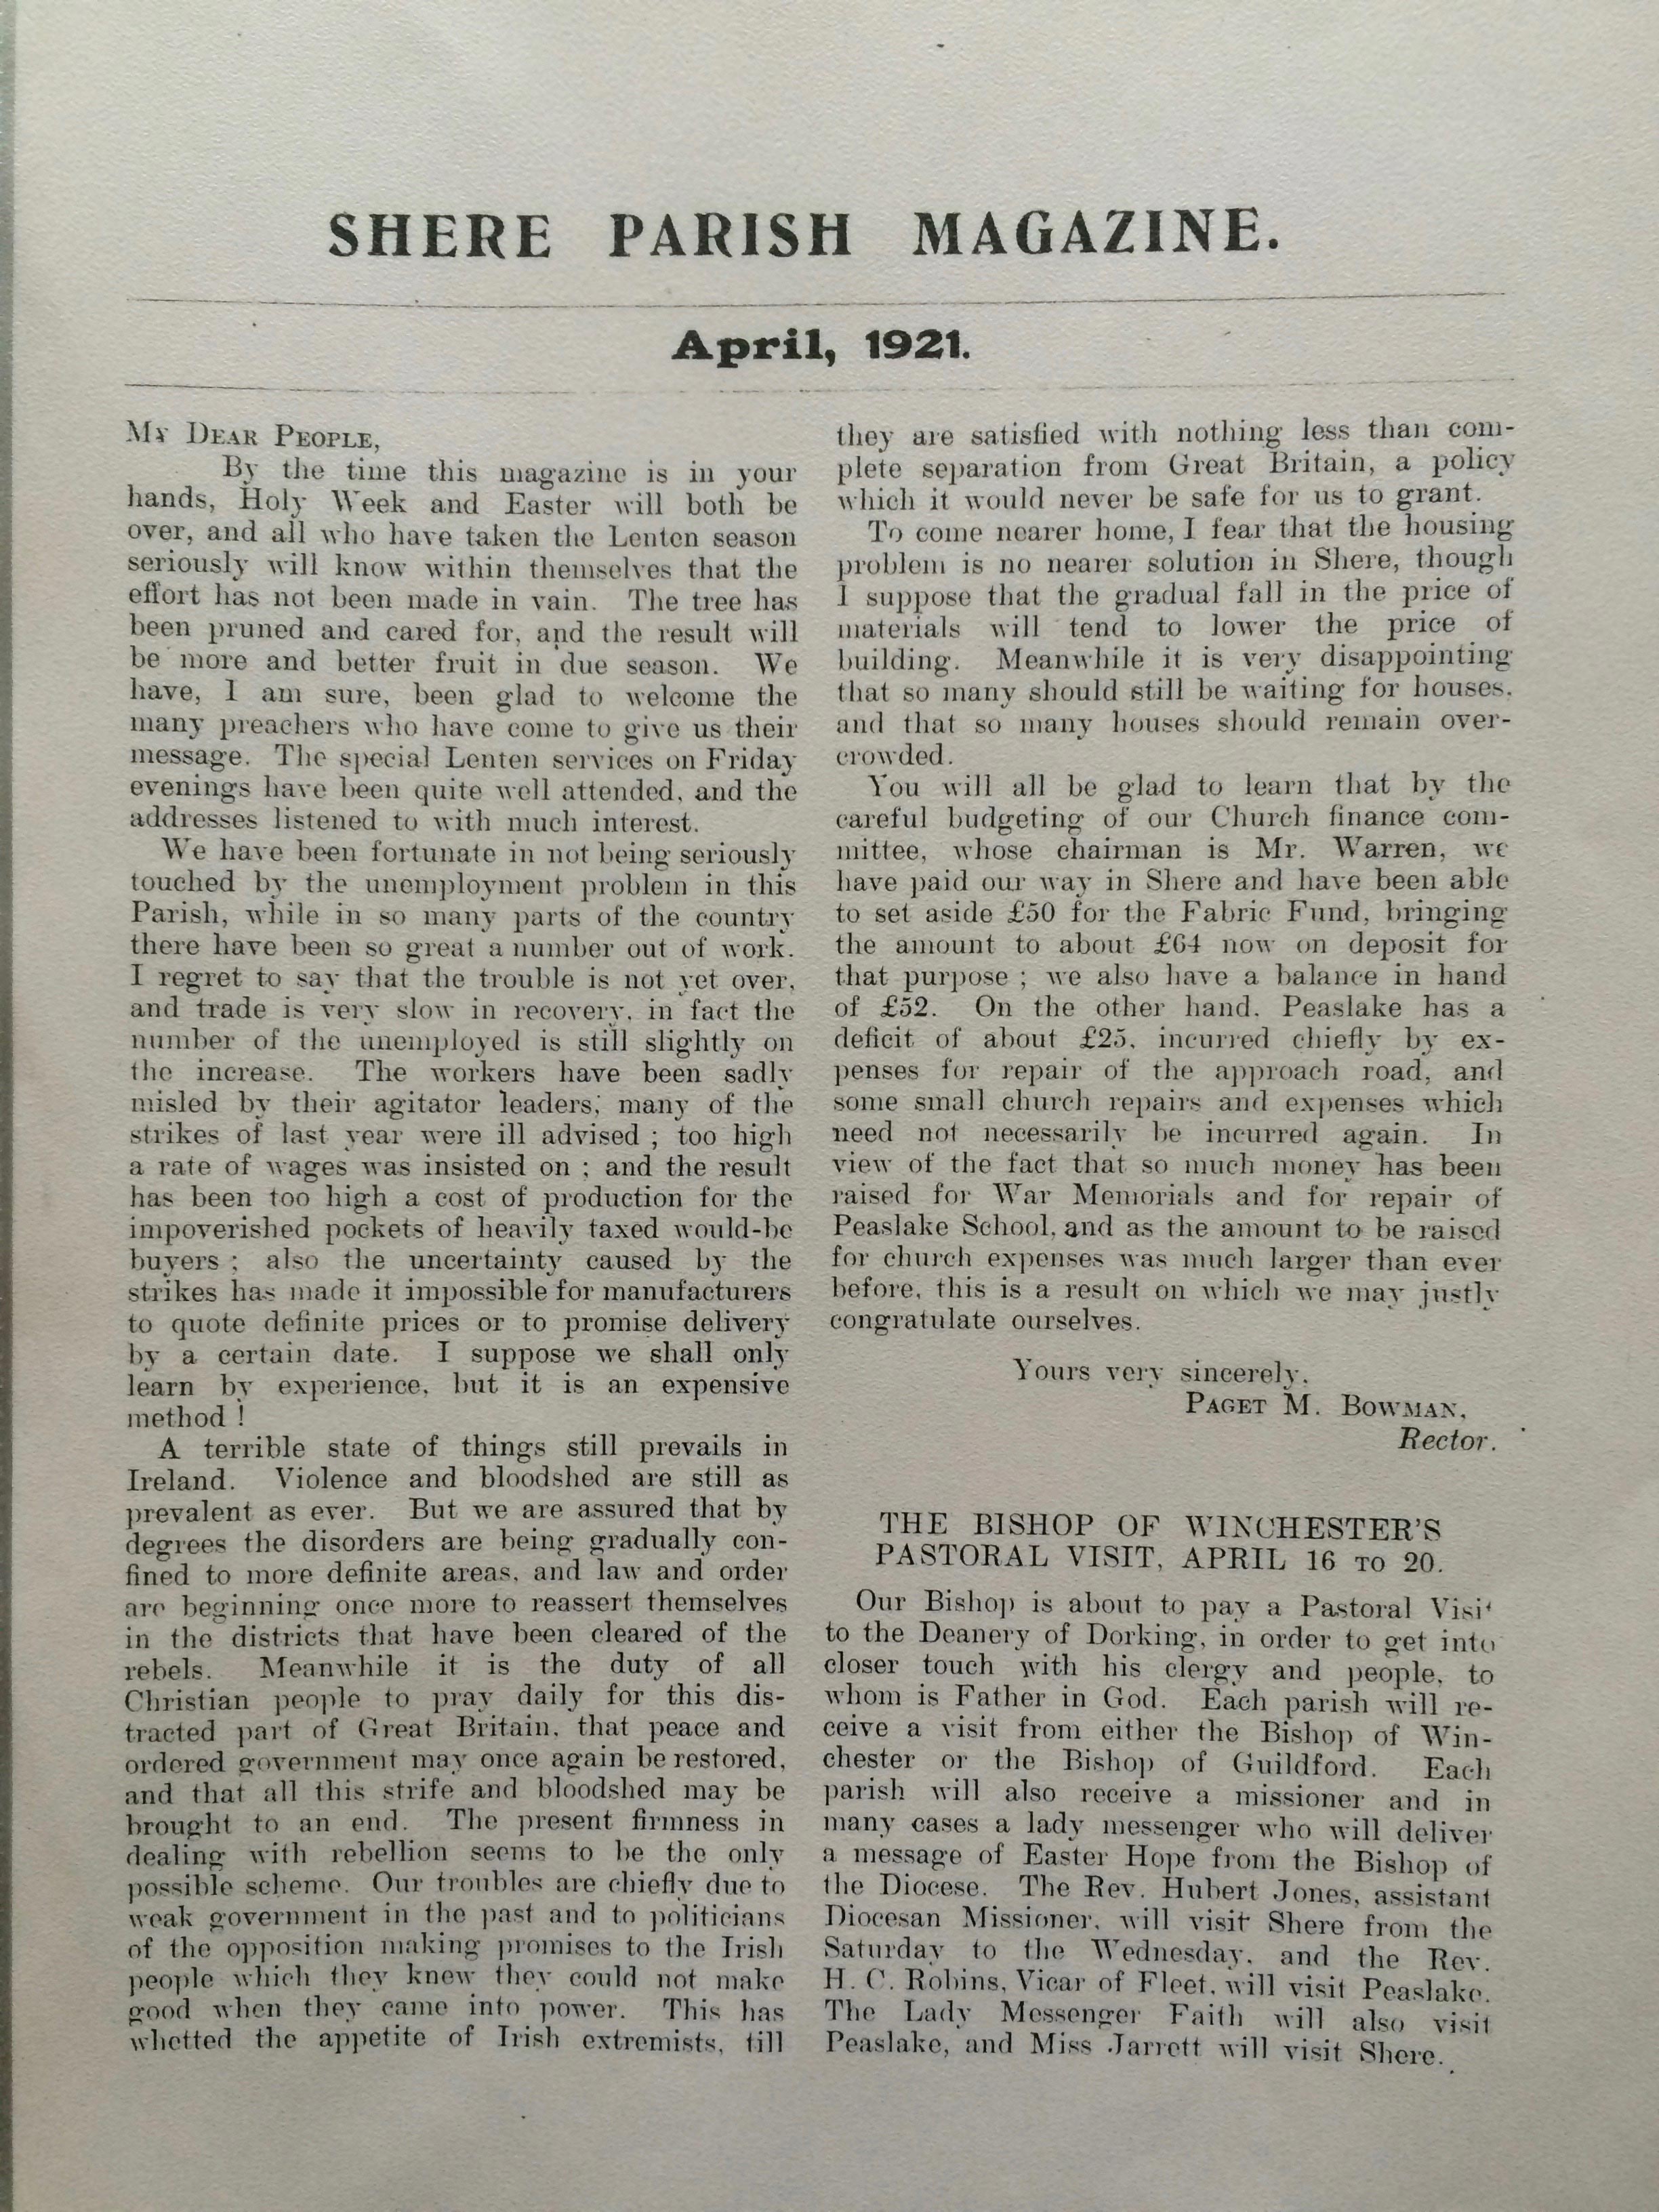 SHERE PARISH MAGAZINE.
April, 1921.
MY DEAR PEOPLE,
By the time this magazine is in your
hands, Holy Week and Easter will both be
over, and all who have taken the Lenten season
seriously will know within themselves that the
effort has not been made in vain. The tree has
been pruned and cared for, and the result will
be more and better fruit in due season. We
have, I am sure, been glad to welcome the
many preachers who have come to give us their
message. The special Lenten services on Friday
evenings have been quite well attended, and the
addresses listened to with much interest.
We have been fortunate in not being seriously
touched by the unemployment problem in this
Parish, while in so many parts of the country
there have been so great a number out of work.
I regret to say that the trouble is not yet over,
and trade is very slow in recovery, in fact the
number of the unemployed is still slightly on
the increase. The workers have been sadly
misled by their agitator leaders; many of the
strikes of last year were ill advised ; too high
a rate of wages was insisted on ; and the result
has been too high a cost of production for the
impoverished pockets of heavily taxed would-be
buyers ; also the uncertainty caused by the
strikes has made it impossible for manufacturers
to quote definite prices or to promise delivery
by a certain date. I suppose we shall only
learn by experience, but it is an expensive
method !
A terrible state of things still prevails in
Ireland. Violence and bloodshed are still as
prevalent as ever. But we are assured that by
degrees the disorders are being gradually con-
fined to more definite areas, and law and order
are beginning once more to reassert themselves
in the districts that have been cleared of the
rebels. Meanwhile it is the duty of all
Christian people to pray daily for this dis-
tracted part of Great Britain, that peace and
ordered government may once again be restored,
and that all this strife and bloodshed may be
brought to an end. The present firmness in
dealing with rebellion seems to be the only
possible scheme. Our troubles are chiefly due to
weak government in the past and to politicians
of the opposition making promises to the Irish
people which they knew they could not make
good when they came into power. This has
whetted the appetite of Irish extremists, till
they are satisfied with nothing less than com-
plete separation from Great Britain, a policy
which it would never be safe for us to grant.
To come nearer home, I fear that the housing
problem is no nearer solution in Shere, though
I suppose that the gradual fall in the price of
materials will tend to lower the price of
building. Meanwhile it is very disappointing
that so many should still be waiting for houses,
and that so many houses should remain over-
crowded.
You will all be glad to learn that by the
careful budgeting of our Church finance com-
mittee, whose chairman is Mr. Warren, we
have paid our way in Shere and have been able
to set aside £50 for the Fabric Fund, bringing
the amount to about £64 now on deposit for
that purpose ; we also have a balance in hand
of £52. On the other hand, Peaslake has a
deficit of about £25, incurred chiefly by ex-
penses for repair of the approach road, and
some small church repairs and expenses which
need not necessarily be incurred again. In
view of the fact that so much money has been
raised for War Memorials and for repair of
Peaslake School, and as the amount to be raised
for church expenses was much larger than ever
before, this is a result on which we may justly
congratulate ourselves.
Yours very sincerely,
PAGET M. BOWMAN,
Rector.
THE BISHOP OF WINCHESTER'S
PASTORAL VISIT, APRIL 16 TO 20.
Our Bishop is about to pay a Pastoral Visit
to the Deanery of Dorking, in order to get into
closer touch with his clergy and people, to
whom is Father in God. Each parish will re-
ceive a visit from either the Bishop of Win-
chester or the Bishop of Guildford. Each
parish will also receive a missioner and in
many cases a lady messenger who will deliver
a message of Easter Hope from the Bishop of
the Diocese. The Rev. Hubert Jones, assistant
Diocesan Missioner, will visit Shere from the
Saturday to the Wednesday, and the Rev.
H. C. Robins, Vicar of Fleet, will visit Peaslake.
The Lady Messenger Faith will also visit
Peaslake, and Miss Jarrett will visit Shere.